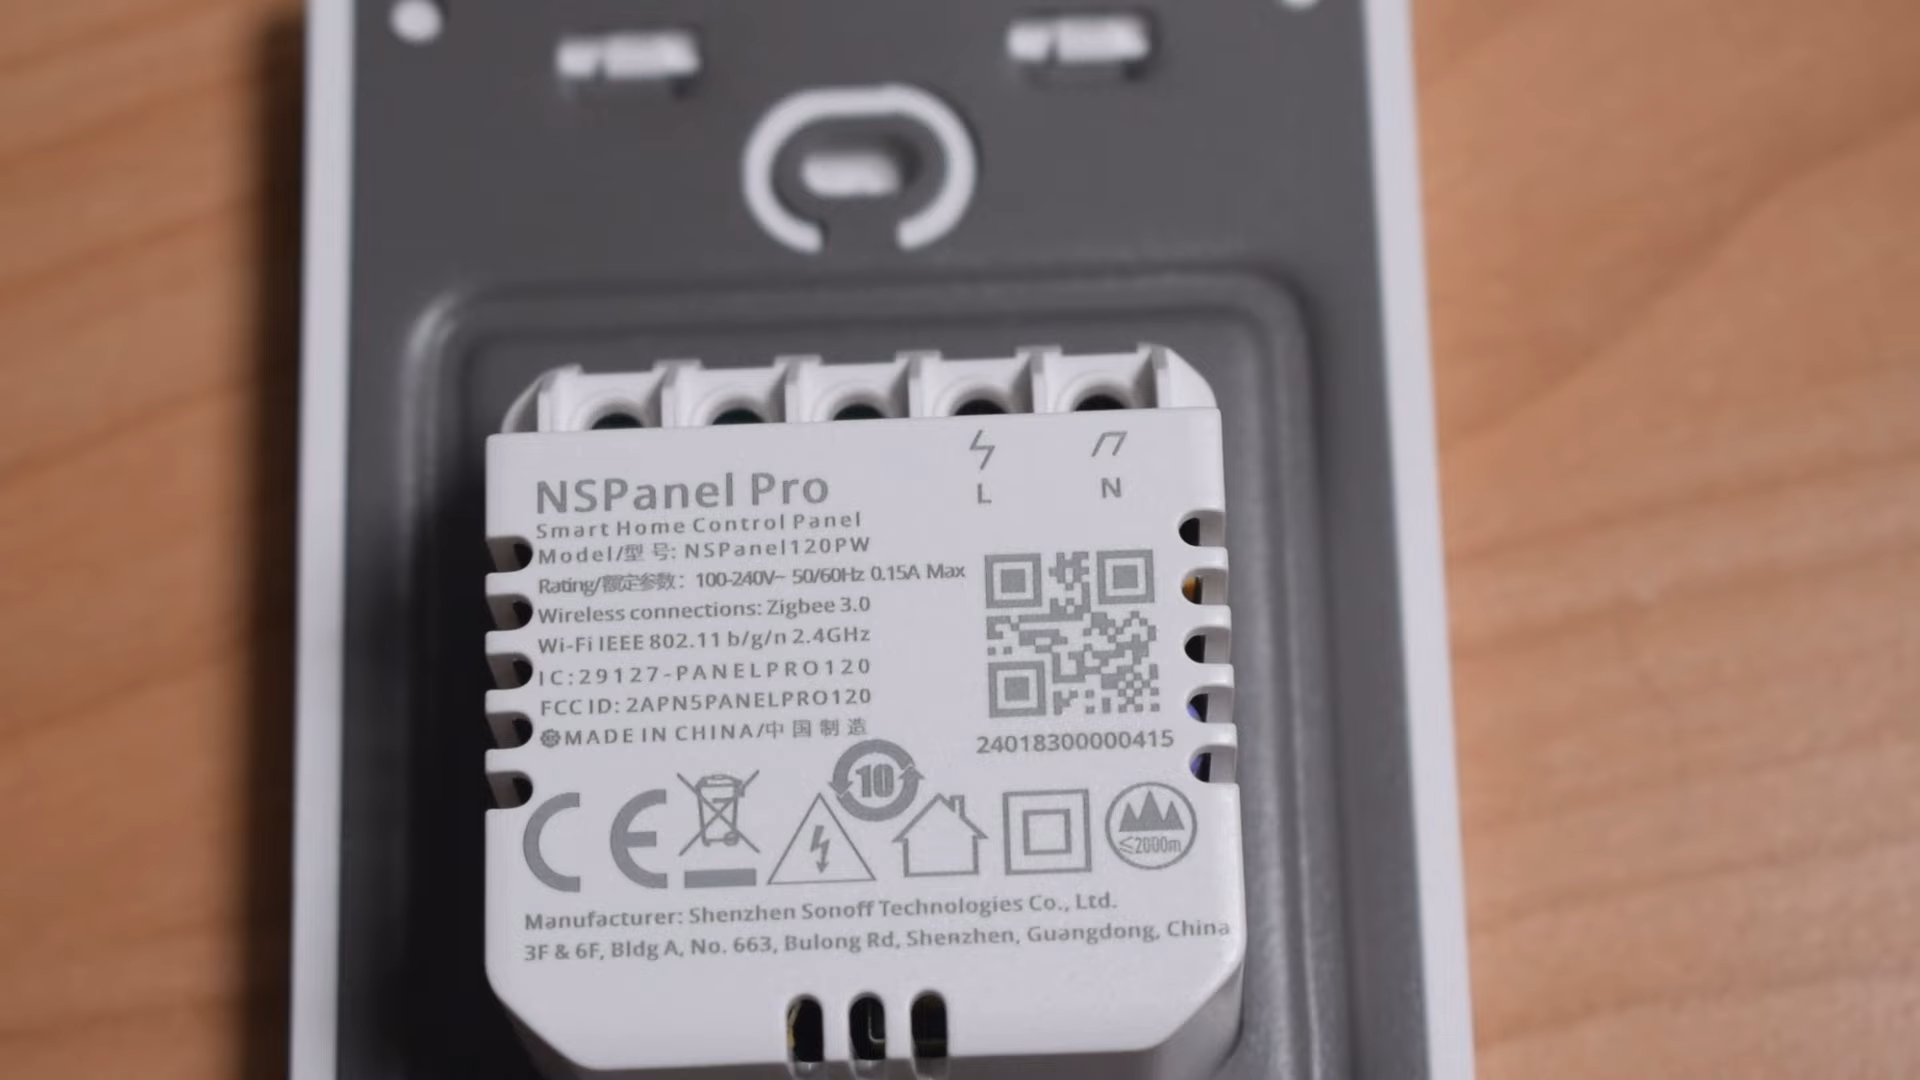 L N
NSPanel Pro
Smart Home Control Panel
Model/型 号: NSPanel120PW
Rating/额定参数: 100-240V~ 50/60Hz 0.15A Max
Wireless connections: Zigbee 3.0
Wi-Fi IEEE 802.11 b/g/n 2.4GHz
IC:29127-PANELPRO120
FCC ID: 2APN5PANELPRO120
MADE IN CHINA/中 国 制 造
24018300000415
10
CE
≤2000m
Manufacturer: Shenzhen Sonoff Technologies Co., Ltd.
3F & 6F, Bldg A, No. 663, Bulong Rd, Shenzhen, Guangdong, China